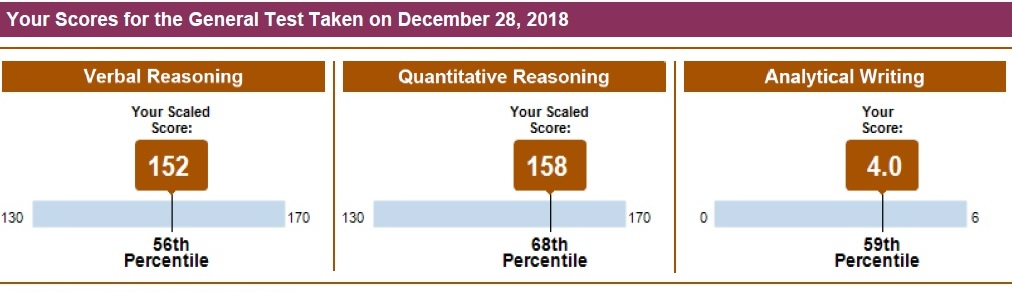 Your Scores for the General Test Taken on December 28, 2018
Verbal Reasoning
Your Scaled
Score:
152
130
170
56th
Percentile
Quantitative Reasoning
Your Scaled
Score:
158
130
170
68th
Percentile
Analytical Writing
Your
Score:
4.0
0
6
59th
Percentile